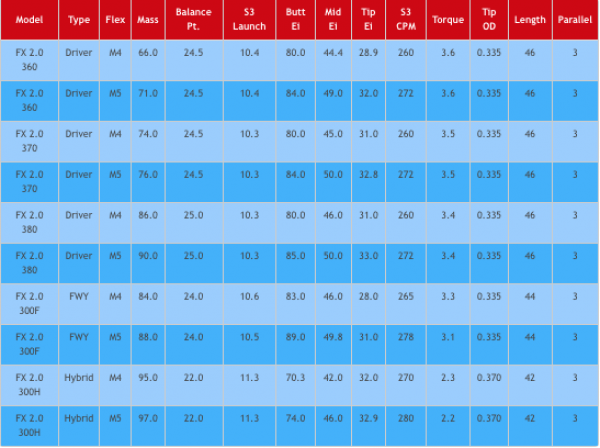 Model Type Flex Mass Balance Pt. S3 Launch Butt Ei Mid Ei Tip Ei S3 CPM Torque Tip OD Length Parallel
FX 2.0 360 Driver M4 66.0 24.5 10.4 80.0 44.4 28.9 260 3.6 0.335 46 3
FX 2.0 360 Driver M5 71.0 24.5 10.4 84.0 49.0 32.0 272 3.6 0.335 46 3
FX 2.0 370 Driver M4 74.0 24.5 10.3 80.0 45.0 31.0 260 3.5 0.335 46 3
FX 2.0 370 Driver M5 76.0 24.5 10.3 84.0 50.0 32.8 272 3.5 0.335 46 3
FX 2.0 380 Driver M4 86.0 25.0 10.3 80.0 46.0 31.0 260 3.4 0.335 46 3
FX 2.0 380 Driver M5 90.0 25.0 10.3 85.0 50.0 33.0 272 3.4 0.335 46 3
FX 2.0 300F FWY M4 84.0 24.0 10.6 83.0 46.0 28.0 265 3.3 0.335 44 3
FX 2.0 300F FWY M5 88.0 24.0 10.5 89.0 49.8 31.0 278 3.1 0.335 44 3
FX 2.0 300H Hybrid M4 95.0 22.0 11.3 70.3 42.0 32.0 270 2.3 0.370 42 3
FX 2.0 300H Hybrid M5 97.0 22.0 11.3 74.0 46.0 32.9 280 2.2 0.370 42 3